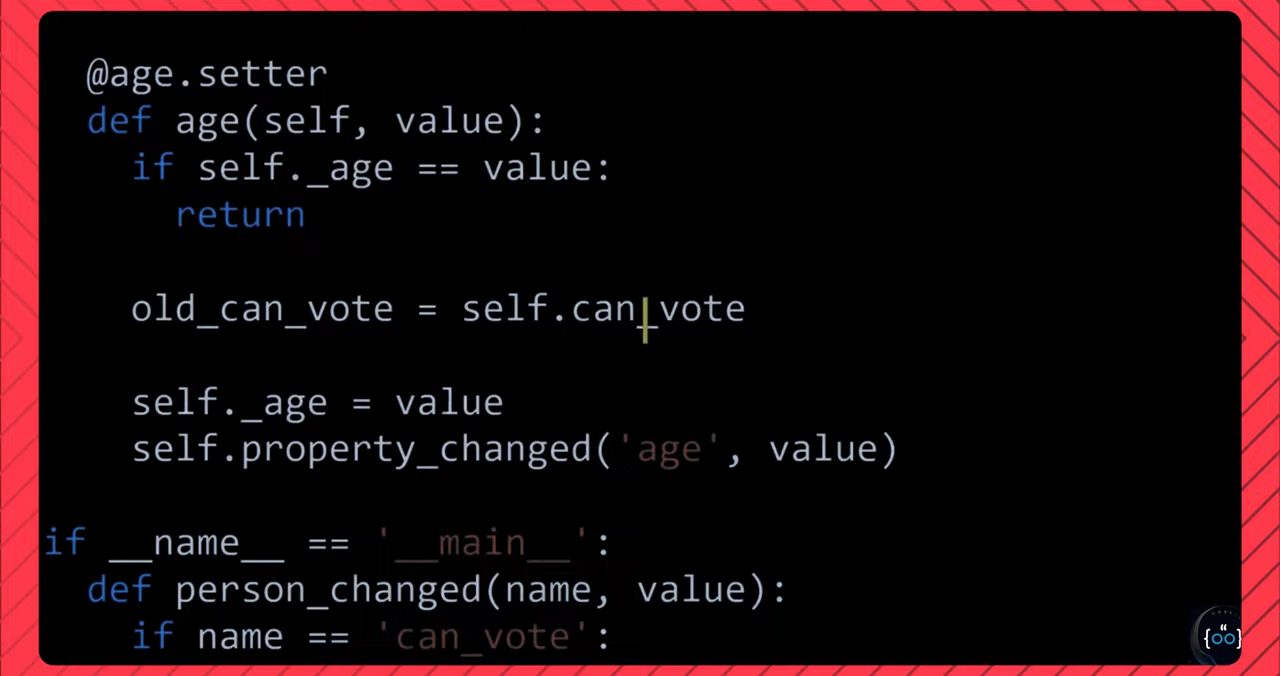 @age.setter
def age(self, value):
if self._age == value:
return
old_can_vote = self.can_vote
self._age = value
self.property_changed('age', value)
if __name__ == '__main__':
def person_changed(name, value):
if name == 'can_vote':